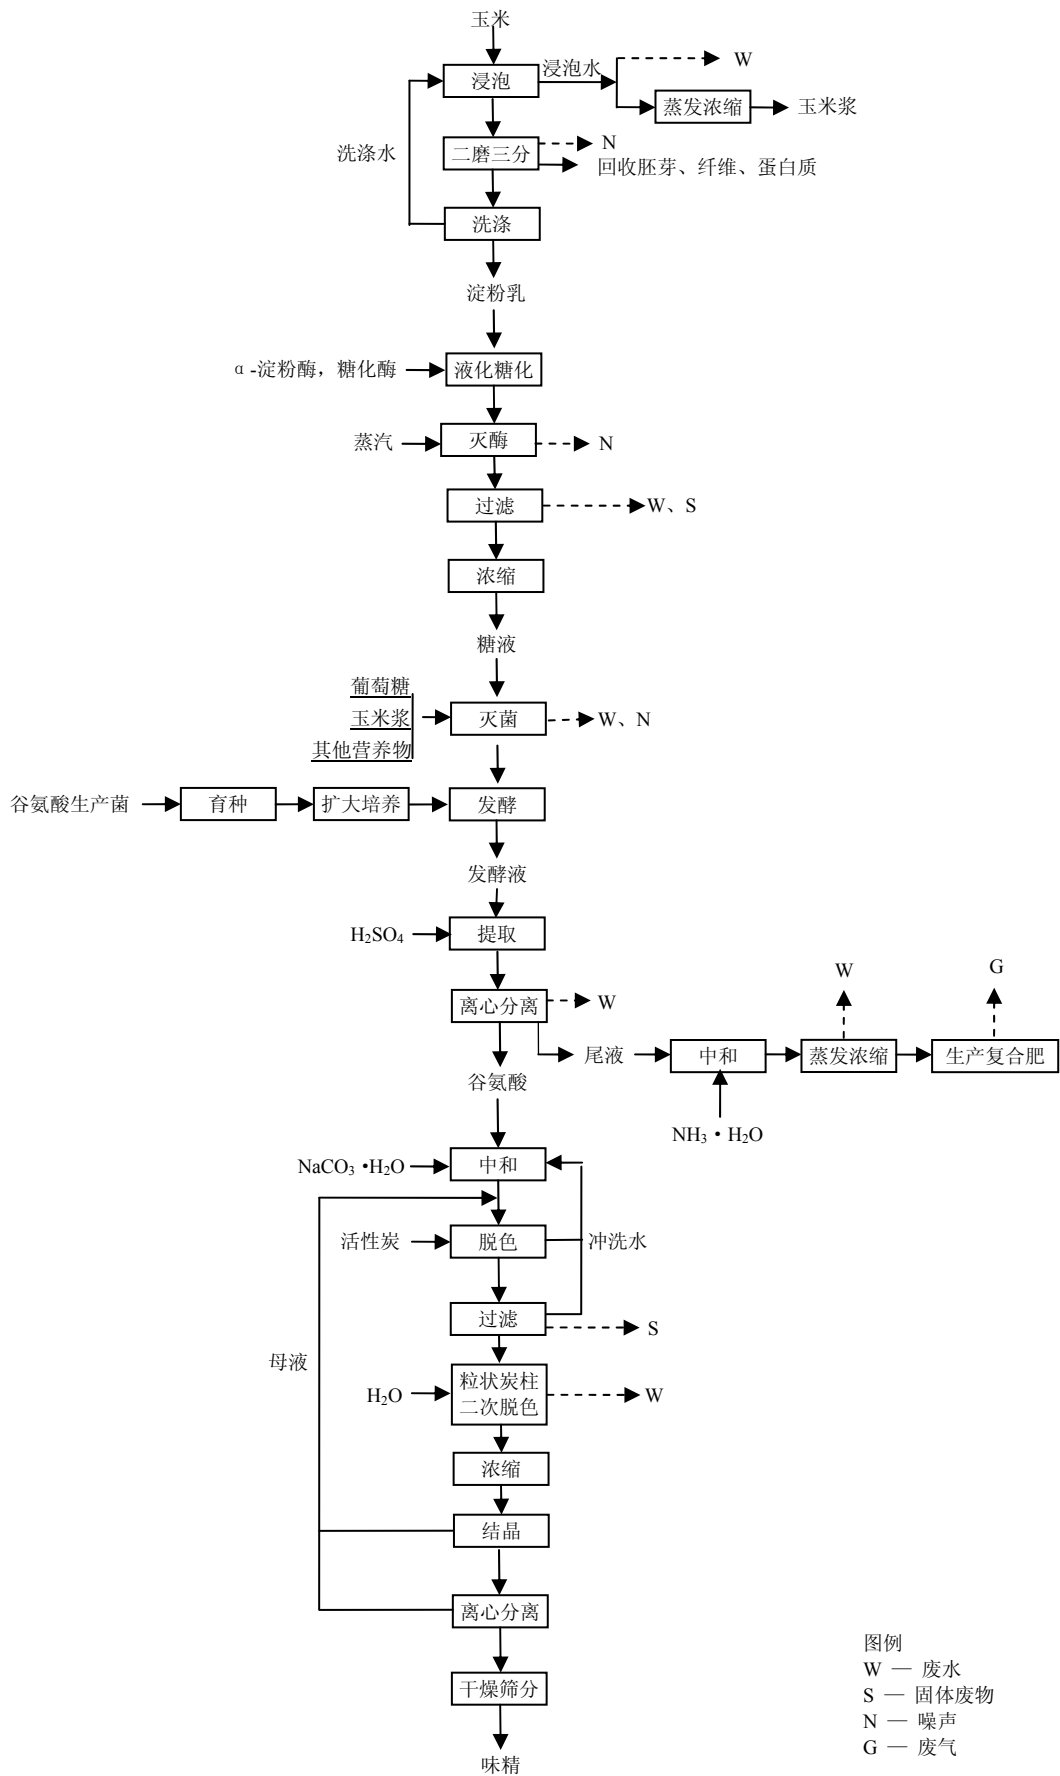 玉米
浸泡
浸泡水
W
蒸发浓缩
玉米浆
洗涤水
二磨三分
N
回收胚芽、纤维、蛋白质
洗涤
淀粉乳
α-淀粉酶，糖化酶
液化糖化
蒸汽
灭酶
N
过滤
W、S
浓缩
糖液
葡萄糖
玉米浆
其他营养物
灭菌
W、N
谷氨酸生产菌
育种
扩大培养
发酵
发酵液
H₂SO₄
提取
离心分离
W
尾液
中和
蒸发浓缩
W
生产复合肥
G
NH₃·H₂O
谷氨酸
NaCO₃·H₂O
中和
活性炭
脱色
冲洗水
过滤
S
母液
H₂O
粒状炭柱
二次脱色
W
浓缩
结晶
离心分离
干燥筛分
味精
图例
W — 废水
S — 固体废物
N — 噪声
G — 废气